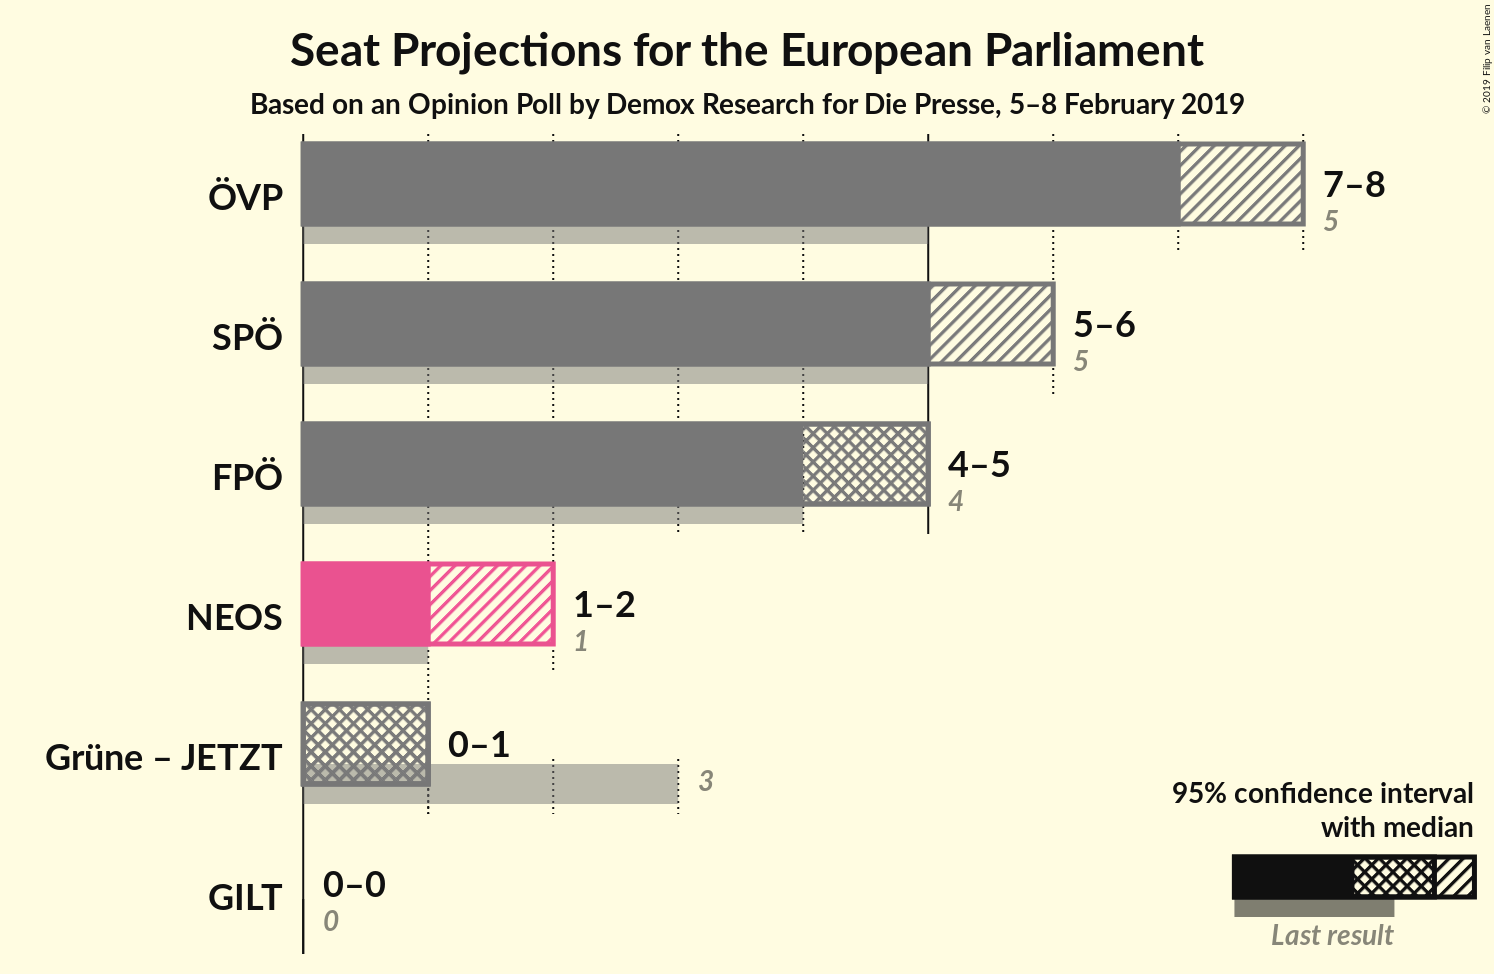 Seat Projections for the European Parliament
Based on an Opinion Poll by Demox Research for Die Presse, 5–8 February 2019
© 2019 Filip van Laenen
ÖVP
7–8
5
SPÖ
5–6
5
FPÖ
4–5
4
NEOS
1–2
1
Grüne – JETZT
0–1
3
GILT
0–0
0
95% confidence interval
with median
Last result